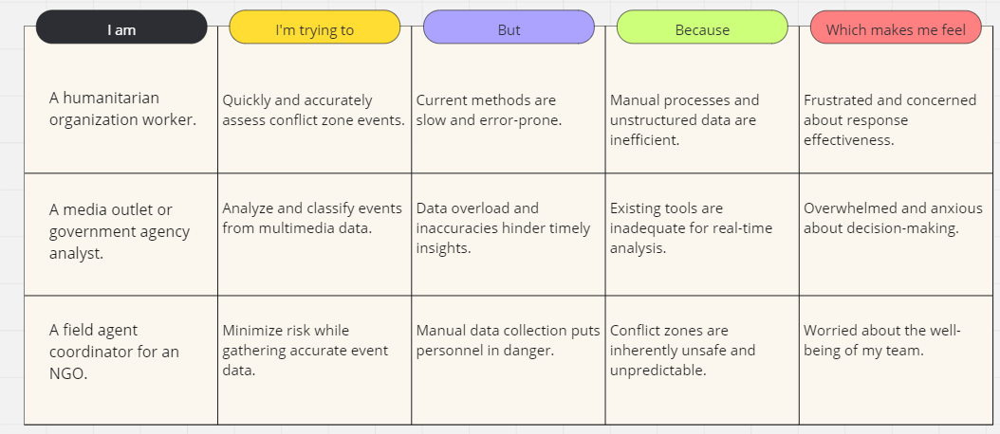 I am
I'm trying to
But
Because
Which makes me feel
A humanitarian
organization worker.
Quickly and accurately
assess conflict zone events.
Current methods are
slow and error-prone.
Manual processes and
unstructured data are
inefficient.
Frustrated and concerned
about response
effectiveness.
A media outlet or
government agency
analyst.
Analyze and classify events
from multimedia data.
Data overload and
inaccuracies hinder timely
insights.
Existing tools are
inadequate for real-time
analysis.
Overwhelmed and anxious
about decision-making.
A field agent
coordinator for an
NGO.
Minimize risk while
gathering accurate event
data.
Manual data collection puts
personnel in danger.
Conflict zones are
inherently unsafe and
unpredictable.
Worried about the well-
being of my team.